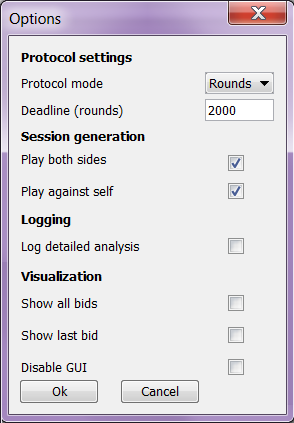 Options
Protocol settings
Protocol mode Rounds
Deadline (rounds) 2000
Session generation
Play both sides
Play against self
Logging
Log detailed analysis
Visualization
Show all bids
Show last bid
Disable GUI
Ok Cancel